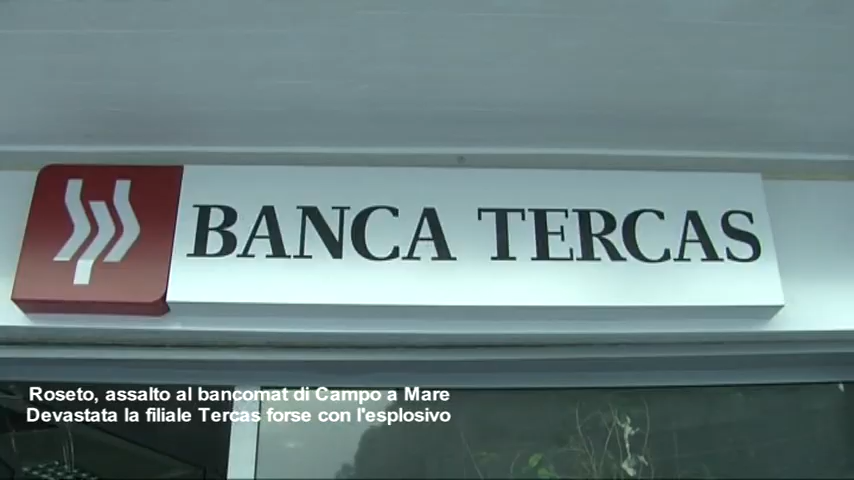 BANCA TERCAS
Roseto, assalto al bancomat di Campo a Mare
Devastata la filiale Tercas forse con l'esplosivo